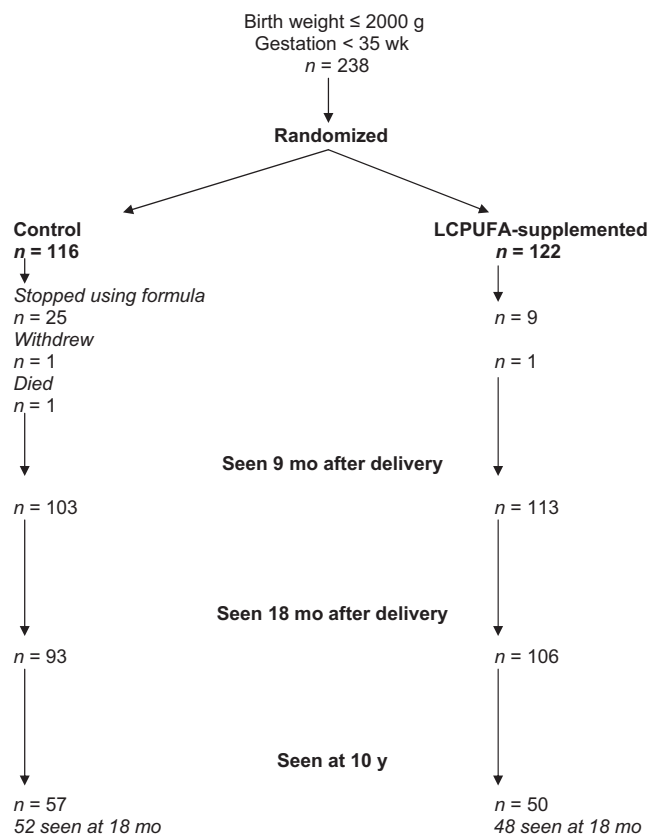 Birth weight ≤ 2000 g
Gestation < 35 wk
n = 238
Randomized
Control
n = 116
LCPUFA-supplemented
n = 122
Stopped using formula
n = 25
n = 9
Withdrew
n = 1
n = 1
Died
n = 1
Seen 9 mo after delivery
n = 103
n = 113
Seen 18 mo after delivery
n = 93
n = 106
Seen at 10 y
n = 57
52 seen at 18 mo
n = 50
48 seen at 18 mo